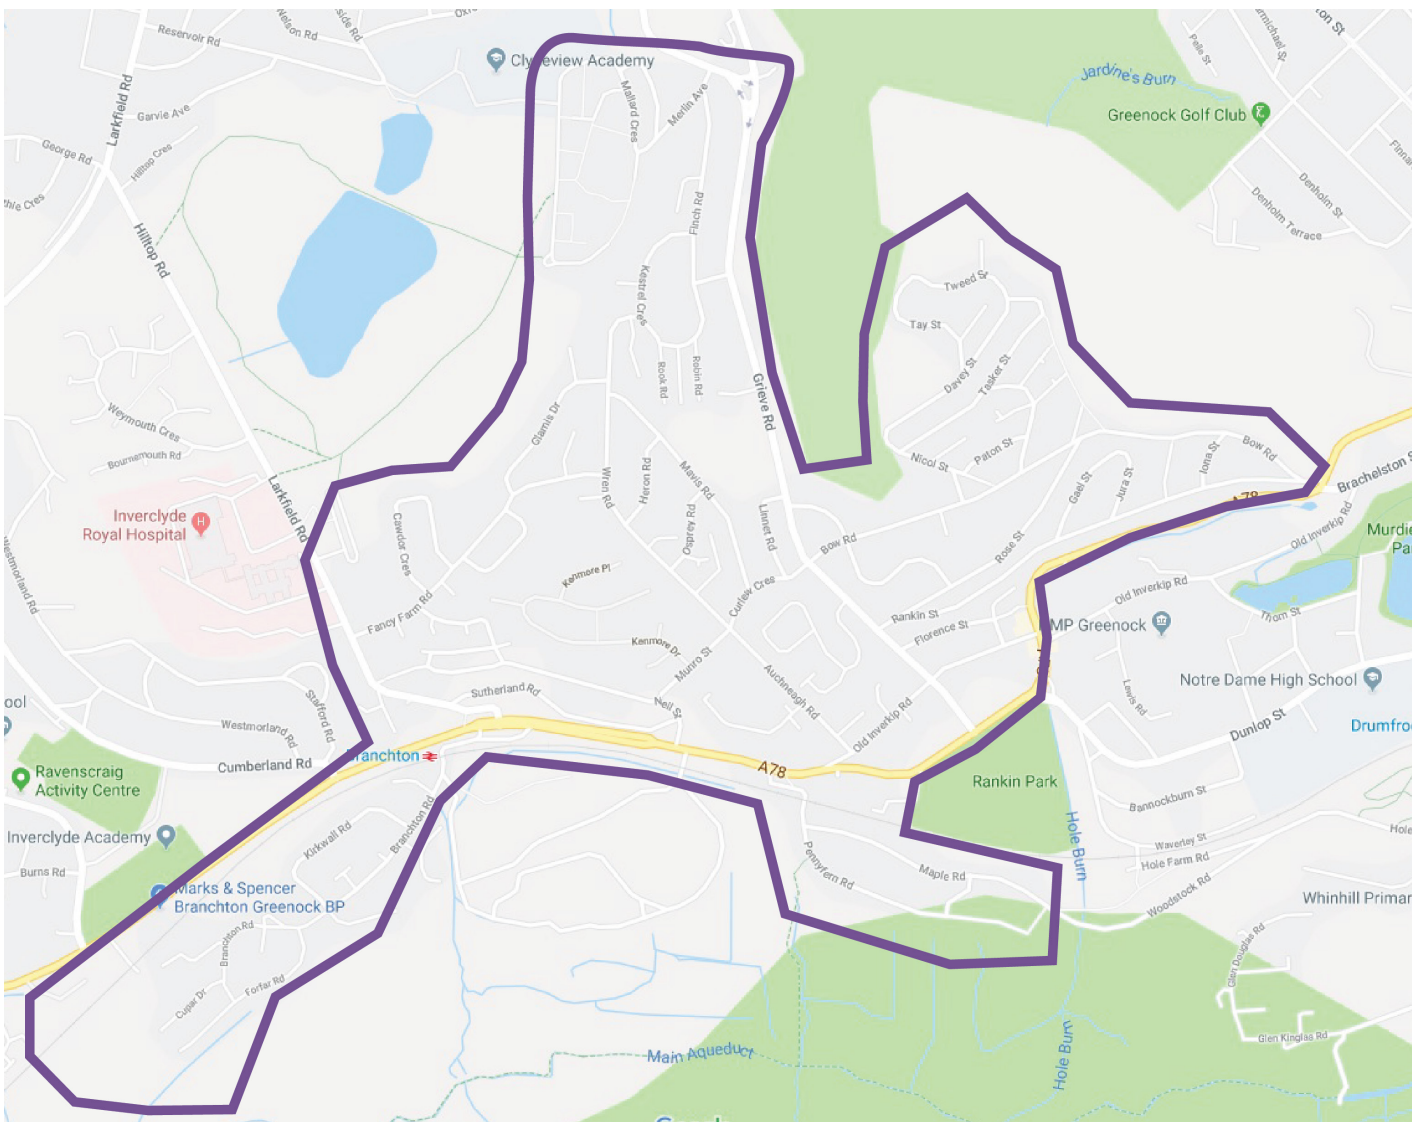 Reservoir Rd
Nelson Rd
Clydeview Academy
Larkfield Rd
Garvie Ave
George Rd
Hilltop Cres
Hilltop Rd
Mallard Cres
Merlin Ave
Finch Rd
Kestrel Cres
Rook Rd
Robin Rd
Grieve Rd
Jardine's Burn
Greenock Golf Club
Denholm St
Denholm Terrace
Tweed St
Tay St
Davey St
Tasker St
Nicol St
Paton St
Bow Rd
Iona St
Gael St
Jura St
A78
Brachelston S
Old Inverkip Rd
Weymouth Cres
Bournemouth Rd
Inverclyde
Royal Hospital
Larkfield Rd
Glamis Dr
Wren Rd
Heron Rd
Mavis Rd
Osprey Rd
Linnet Rd
Bow Rd
Rose St
Cawdor Cres
Kenmore Pl
Curlew Cres
Fancy Farm Rd
Kenmore Dr
Munro St
Rankin St
Florence St
Old Inverkip Rd
HMP Greenock
Thom St
Murdie
Pa
Westmorland Rd
Stafford Rd
Westmorland Rd
Cumberland Rd
Sutherland Rd
Neil St
Auchneagh Rd
Old Inverkip Rd
Lewis Rd
Notre Dame High School
Dunlop St
Drumfro
ool
Branchton
A78
Rankin Park
Bannockburn St
Ravenscraig
Activity Centre
Inverclyde Academy
Burns Rd
Kirkwall Rd
Branchton Rd
Pennyfern Rd
Maple Rd
Hole Burn
Waverley St
Hole Farm Rd
Hole
Woodstock Rd
Whinhill Primar
Marks & Spencer
Branchton Greenock BP
Branchton Rd
Cupar Dr
Forfar Rd
Glen Douglas Rd
Glen Kinglas Rd
Main Aqueduct
Hole Burn